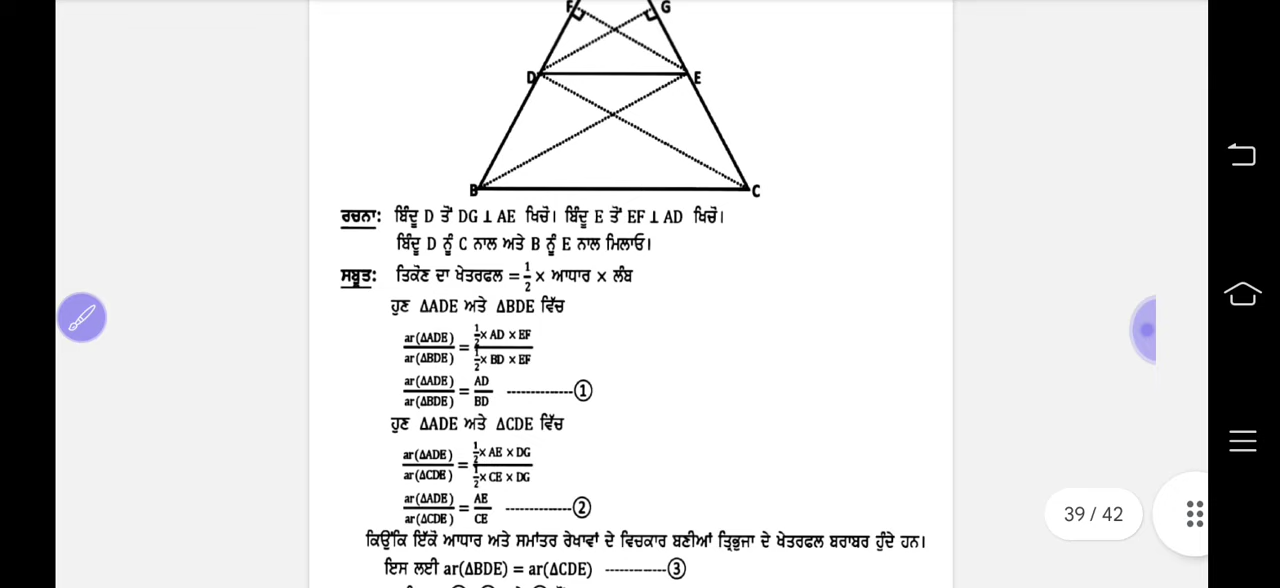 F G
D E
B C
ਰਚਨਾ: ਬਿੰਦੂ D ਤੋਂ DG ⊥ AE ਖਿਚੋ। ਬਿੰਦੂ E ਤੋਂ EF ⊥ AD ਖਿਚੋ।
ਬਿੰਦੂ D ਨੂੰ C ਨਾਲ ਅਤੇ B ਨੂੰ E ਨਾਲ ਮਿਲਾਓ।
ਸਬੂਤ: ਤਿਕੋਣ ਦਾ ਖੇਤਰਫਲ = 1/2 × ਆਧਾਰ × ਲੰਬ
ਹੁਣ ΔADE ਅਤੇ ΔBDE ਵਿੱਚ
ar(ΔADE)/ar(ΔBDE) = (1/2 × AD × EF)/(1/2 × BD × EF)
ar(ΔADE)/ar(ΔBDE) = AD/BD -------------①
ਹੁਣ ΔADE ਅਤੇ ΔCDE ਵਿੱਚ
ar(ΔADE)/ar(ΔCDE) = (1/2 × AE × DG)/(1/2 × CE × DG)
ar(ΔADE)/ar(ΔCDE) = AE/CE -------------②
ਕਿਉਂਕਿ ਇੱਕੋ ਆਧਾਰ ਅਤੇ ਸਮਾਂਤਰ ਰੇਖਾਵਾਂ ਦੇ ਵਿਚਕਾਰ ਬਣੀਆਂ ਤ੍ਰਿਭੁਜਾ ਦੇ ਖੇਤਰਫਲ ਬਰਾਬਰ ਹੁੰਦੇ ਹਨ।
ਇਸ ਲਈ ar(ΔBDE) = ar(ΔCDE) ------------③
39 / 42